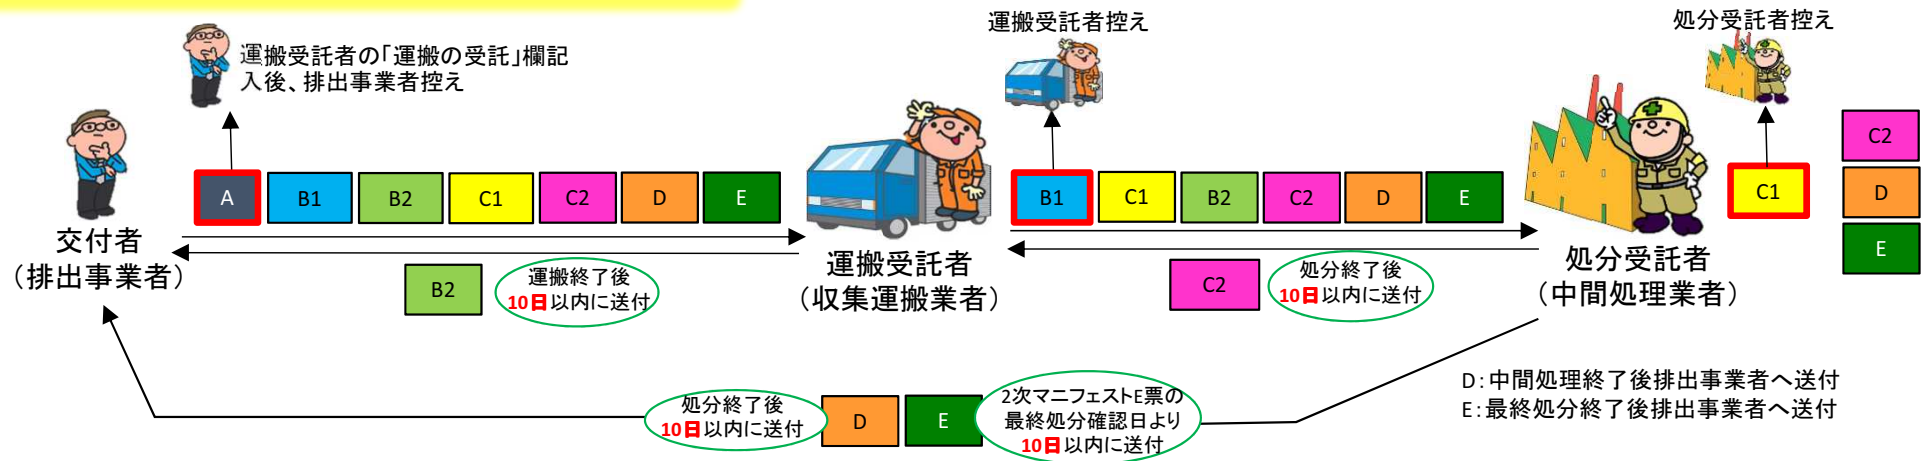 運搬受託者の「運搬の受託」欄記
入後、排出事業者控え
運搬受託者控え
処分受託者控え
A
B1
B2
C1
C2
D
E
B1
C1
B2
C2
D
E
C1
C2
D
E
交付者
（排出事業者）
B2
運搬終了後
10日以内に送付
運搬受託者
（収集運搬業者）
C2
処分終了後
10日以内に送付
処分受託者
（中間処理業者）
処分終了後
10日以内に送付
D
E
2次マニフェストE票の
最終処分確認日より
10日以内に送付
D：中間処理終了後排出事業者へ送付
E：最終処分終了後排出事業者へ送付